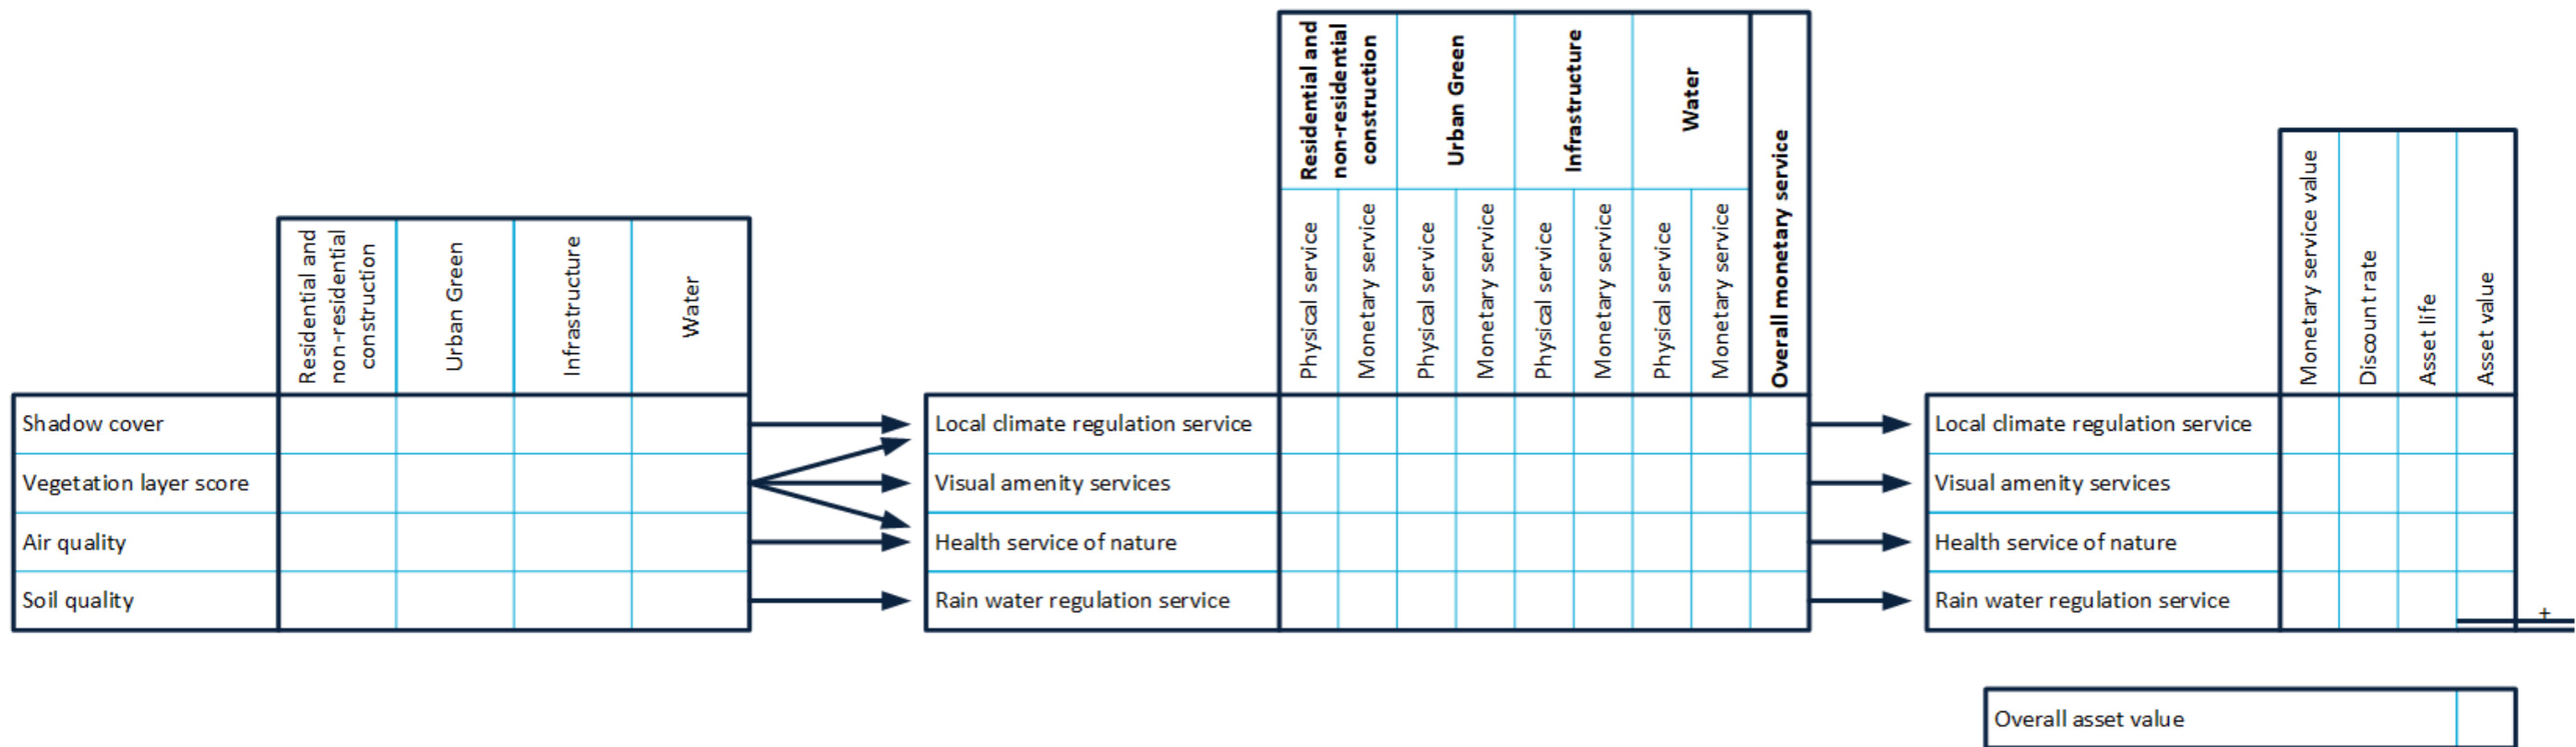 Residential and
non-residential
construction
Urban Green
Infrastructure
Water
Shadow cover
Vegetation layer score
Air quality
Soil quality
Residential and
non-residential
construction
Urban Green
Infrastructure
Water
Overall monetary service
Physical service
Monetary service
Physical service
Monetary service
Physical service
Monetary service
Physical service
Monetary service
Local climate regulation service
Visual amenity services
Health service of nature
Rain water regulation service
Monetary service value
Discount rate
Asset life
Asset value
Local climate regulation service
Visual amenity services
Health service of nature
Rain water regulation service
+
Overall asset value